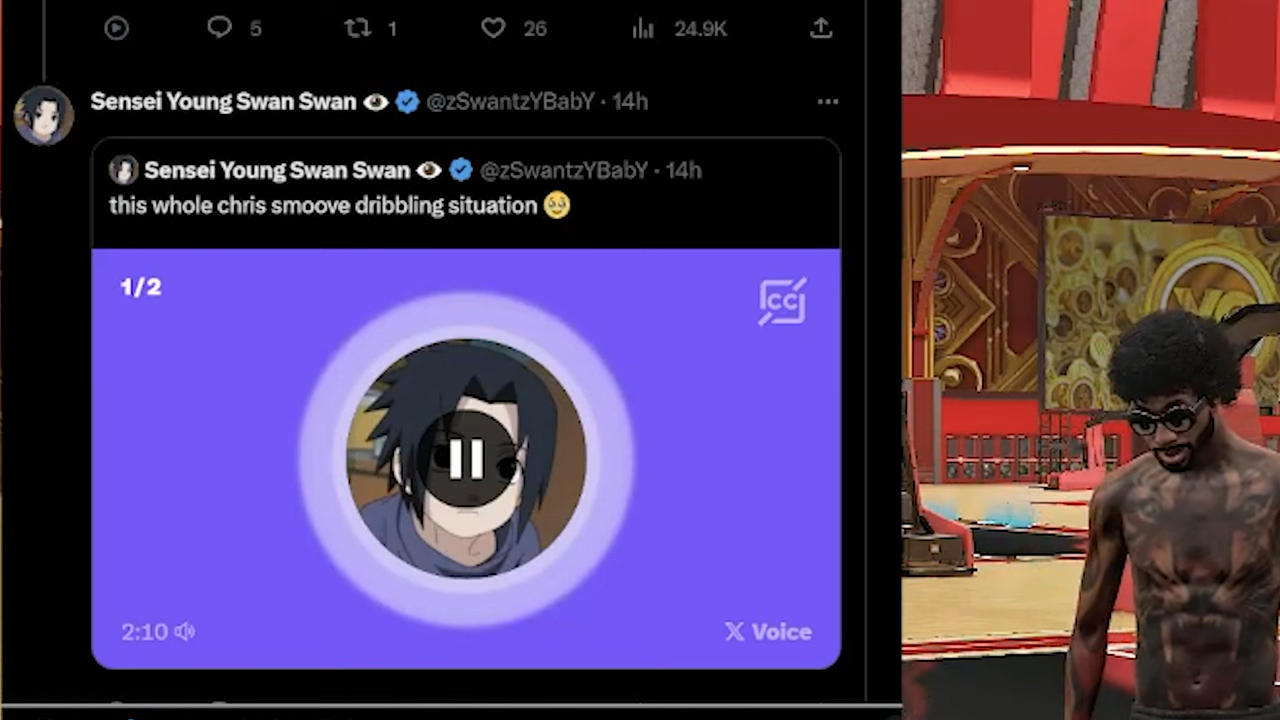 5 1 26 24.9K
Sensei Young Swan Swan 👁 @zSwantzYBabY · 14h
Sensei Young Swan Swan 👁 @zSwantzYBabY · 14h
this whole chris smoove dribbling situation 🥹
1/2
CC
2:10
X Voice